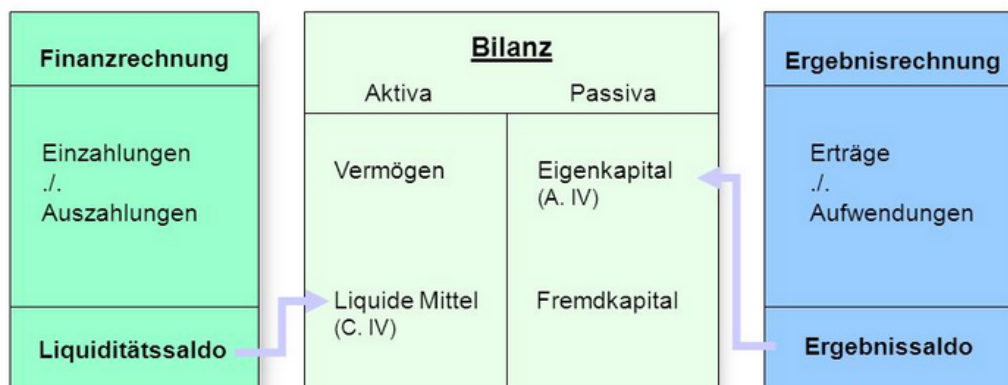 Finanzrechnung
Einzahlungen
./.
Auszahlungen
Liquiditätssaldo
Bilanz
Aktiva
Passiva
Vermögen
Eigenkapital
(A. IV)
Liquide Mittel
(C. IV)
Fremdkapital
Ergebnisrechnung
Erträge
./.
Aufwendungen
Ergebnissaldo